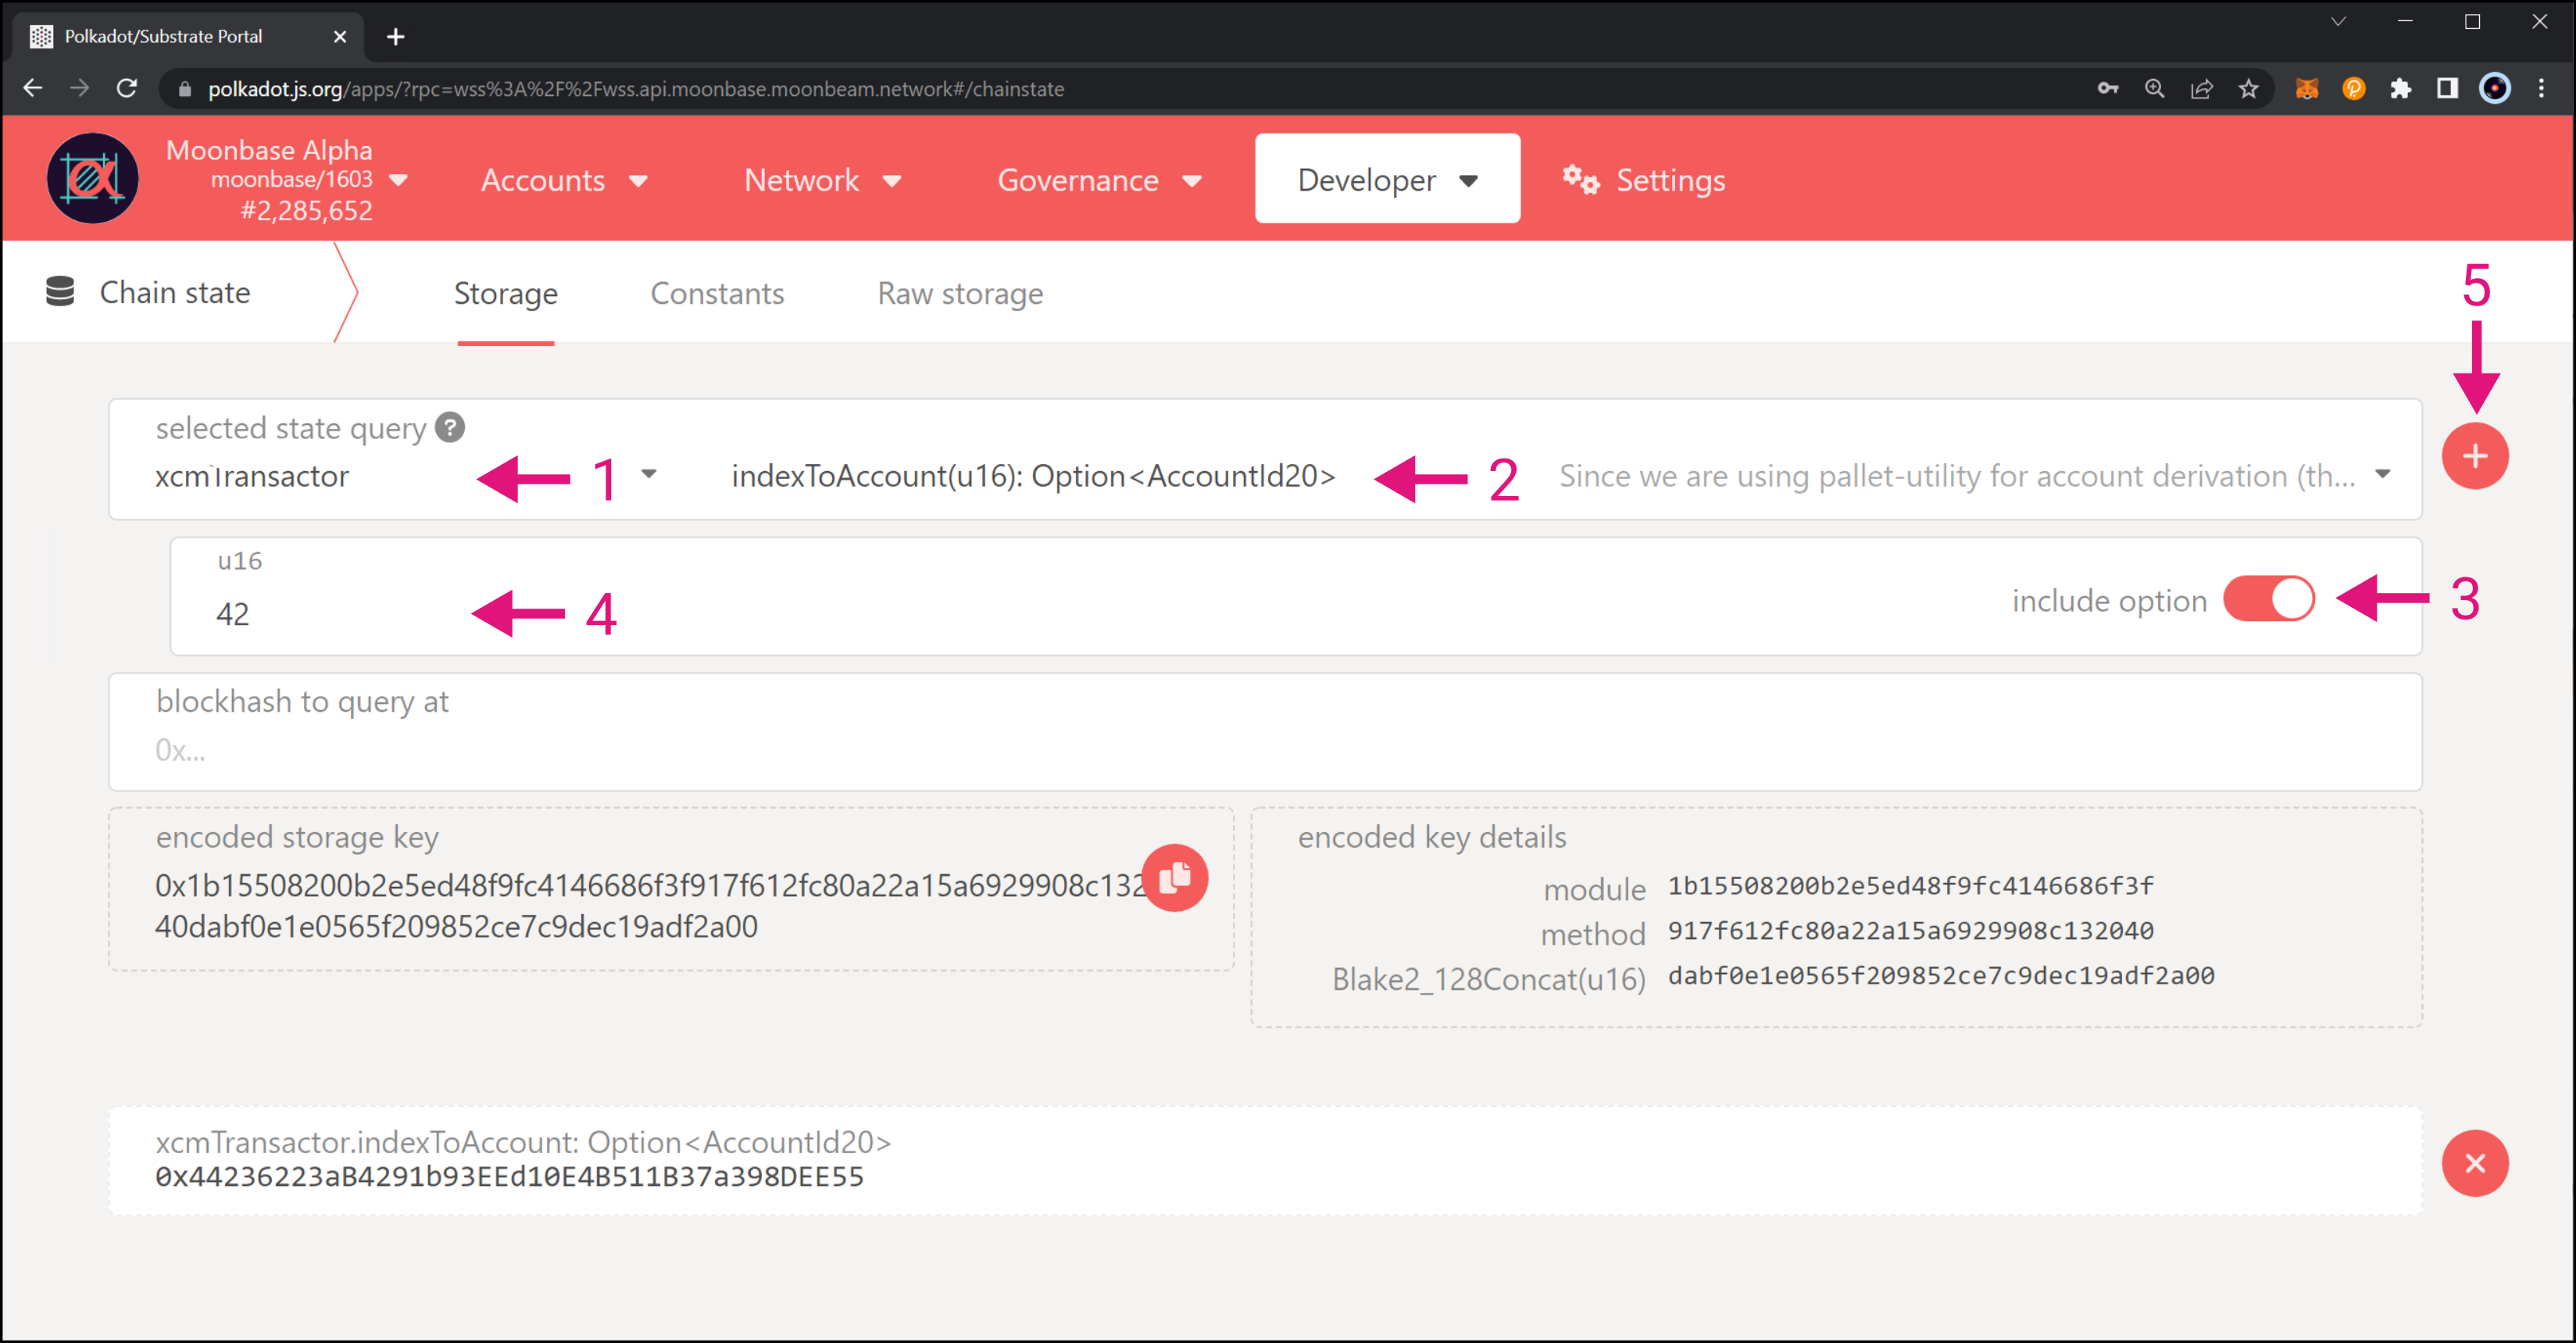 Polkadot/Substrate Portal
polkadot.js.org/apps/?rpc=wss%3A%2F%2Fwss.api.moonbase.moonbeam.network#/chainstate
Moonbase Alpha
moonbase/1603
#2,285,652
Accounts
Network
Governance
Developer
Settings
Chain state
Storage
Constants
Raw storage
5
selected state query ?
xcmTransactor
1
indexToAccount(u16): Option<AccountId20>
2
Since we are using pallet-utility for account derivation (th...
u16
42
4
include option
3
blockhash to query at
0x...
encoded storage key
0x1b15508200b2e5ed48f9fc4146686f3f917f612fc80a22a15a6929908c132
40dabf0e1e0565f209852ce7c9dec19adf2a00
encoded key details
module 1b15508200b2e5ed48f9fc4146686f3f
method 917f612fc80a22a15a6929908c132040
Blake2_128Concat(u16) dabf0e1e0565f209852ce7c9dec19adf2a00
xcmTransactor.indexToAccount: Option<AccountId20>
0x44236223aB4291b93EEd10E4B511B37a398DEE55